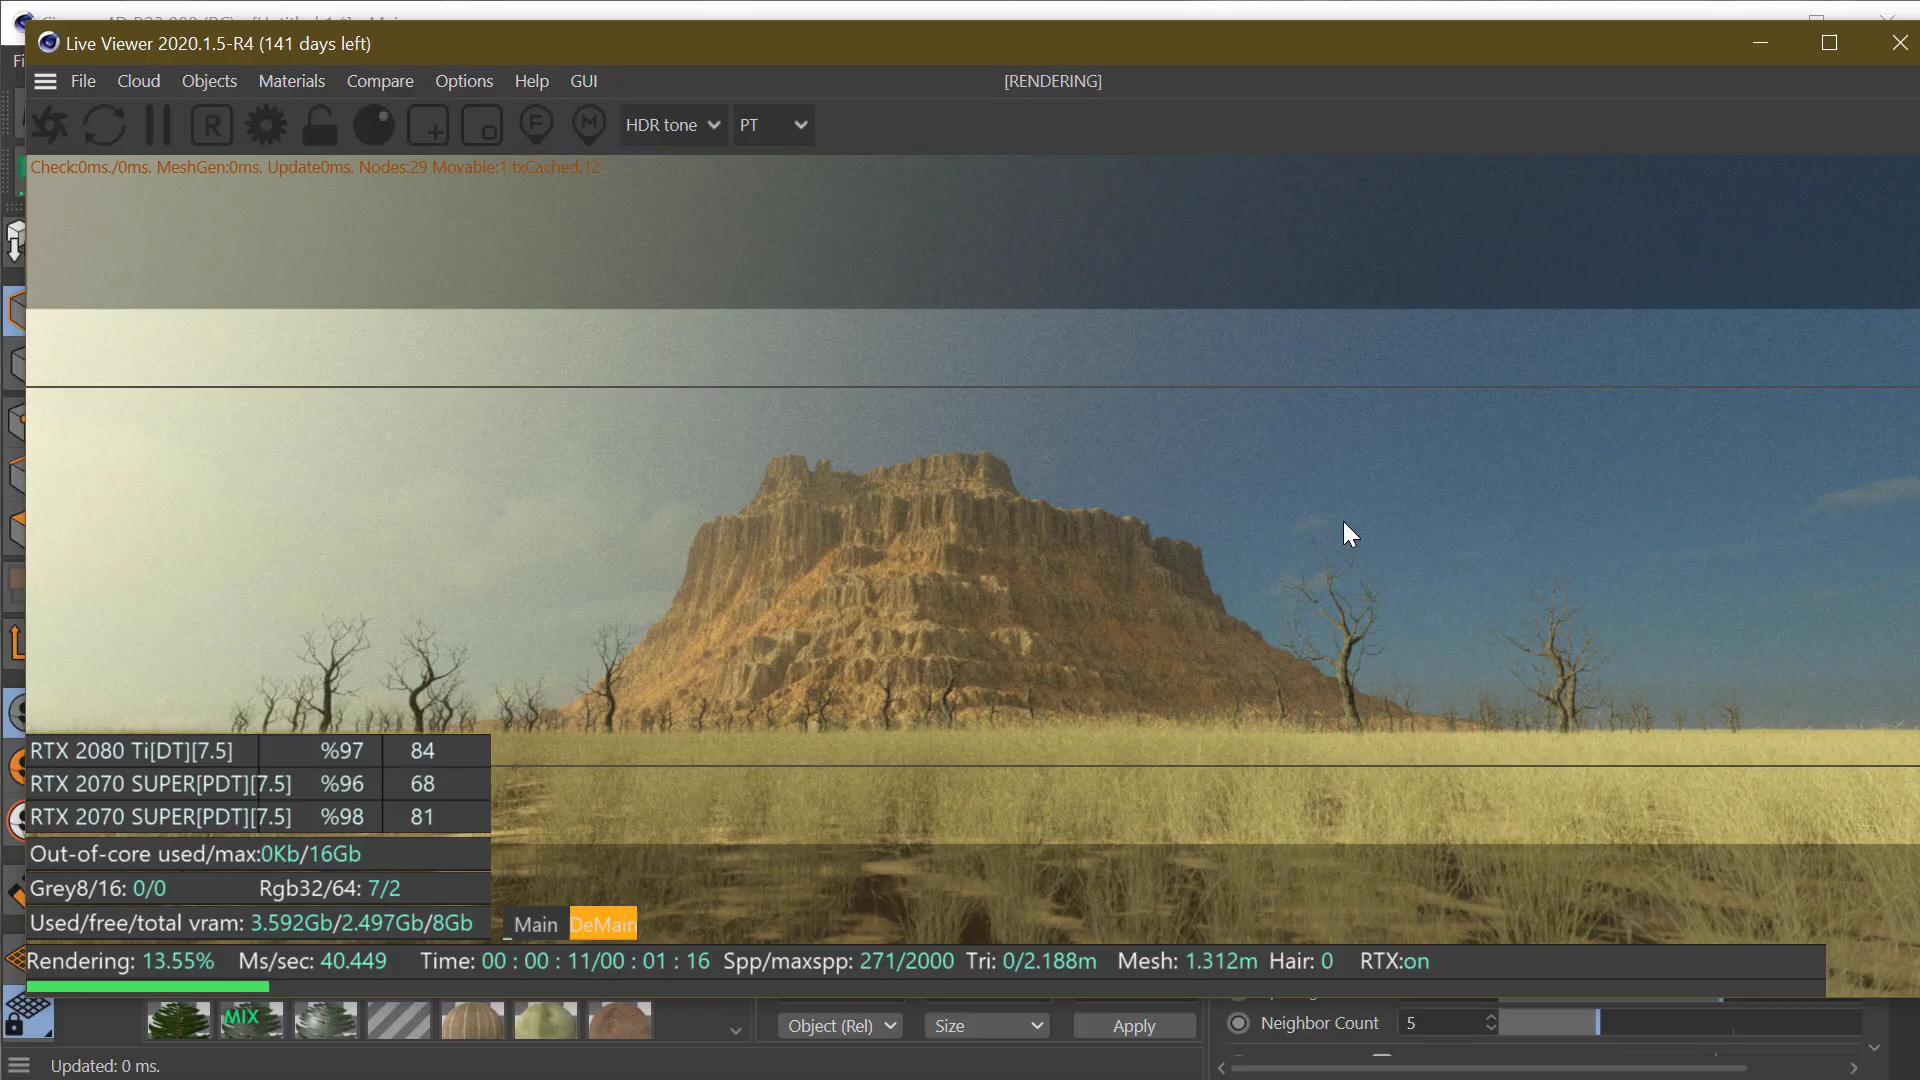 Live Viewer 2020.1.5-R4 (141 days left)
File Cloud Objects Materials Compare Options Help GUI [RENDERING]
R F M HDR tone PT
Check:0ms./0ms. MeshGen:0ms. Update0ms. Nodes:29 Movable:1 txCached:12
RTX 2080 Ti[DT][7.5] %97 84
RTX 2070 SUPER[PDT][7.5] %96 68
RTX 2070 SUPER[PDT][7.5] %98 81
Out-of-core used/max:0Kb/16Gb
Grey8/16: 0/0 Rgb32/64: 7/2
Used/free/total vram: 3.592Gb/2.497Gb/8Gb
Main DeMain
Rendering: 13.55% Ms/sec: 40.449 Time: 00 : 00 : 11/00 : 01 : 16 Spp/maxspp: 271/2000 Tri: 0/2.188m Mesh: 1.312m Hair: 0 RTX:on
MIX
Object (Rel) Size Apply
Neighbor Count 5
Updated: 0 ms.